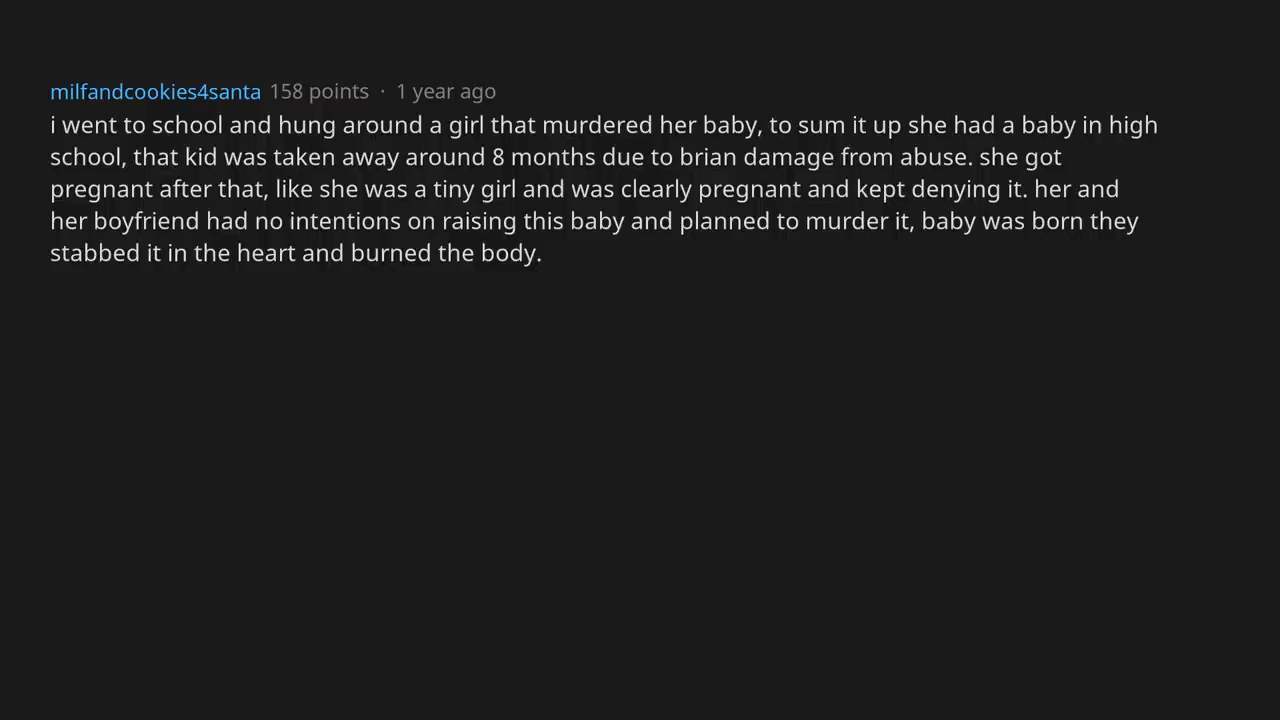 milfandcookies4santa 158 points · 1 year ago
i went to school and hung around a girl that murdered her baby, to sum it up she had a baby in high
school, that kid was taken away around 8 months due to brian damage from abuse. she got
pregnant after that, like she was a tiny girl and was clearly pregnant and kept denying it. her and
her boyfriend had no intentions on raising this baby and planned to murder it, baby was born they
stabbed it in the heart and burned the body.